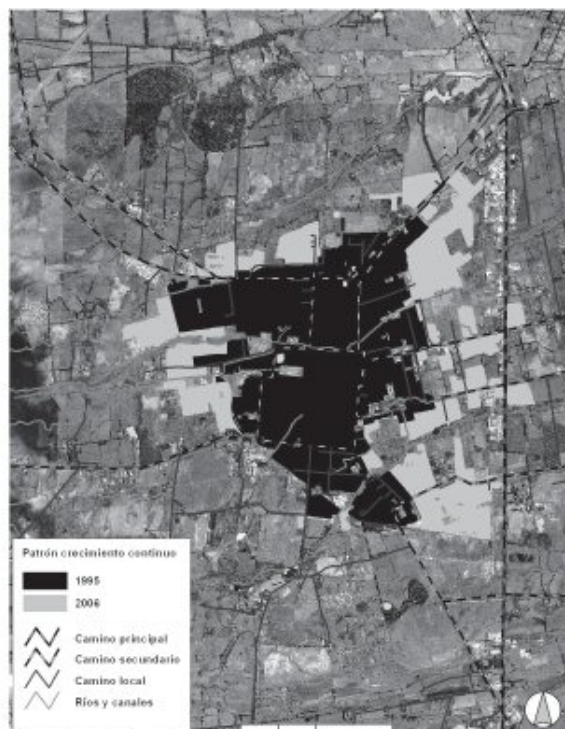 Patrón crecimiento continuo
1995
2006
Camino principal
Camino secundario
Camino local
Ríos y canales